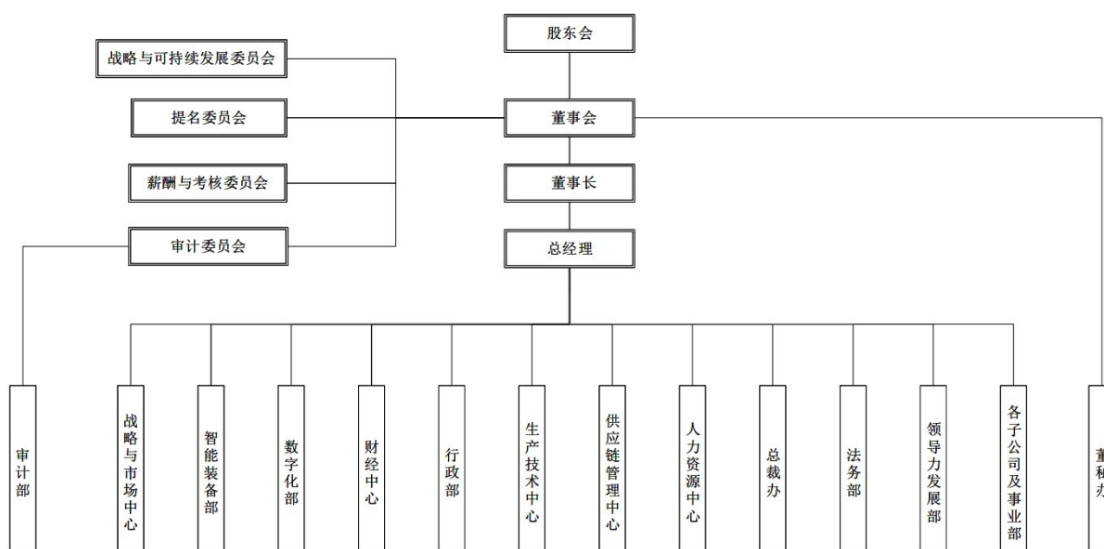 股东会
战略与可持续发展委员会
提名委员会
董事会
薪酬与考核委员会
董事长
审计委员会
总经理
审计部
战略与市场中心
智能装备部
数字化部
财经中心
行政部
生产技术中心
供应链管理中心
人力资源中心
总裁办
法务部
领导力发展部
各子公司及事业部
董秘办